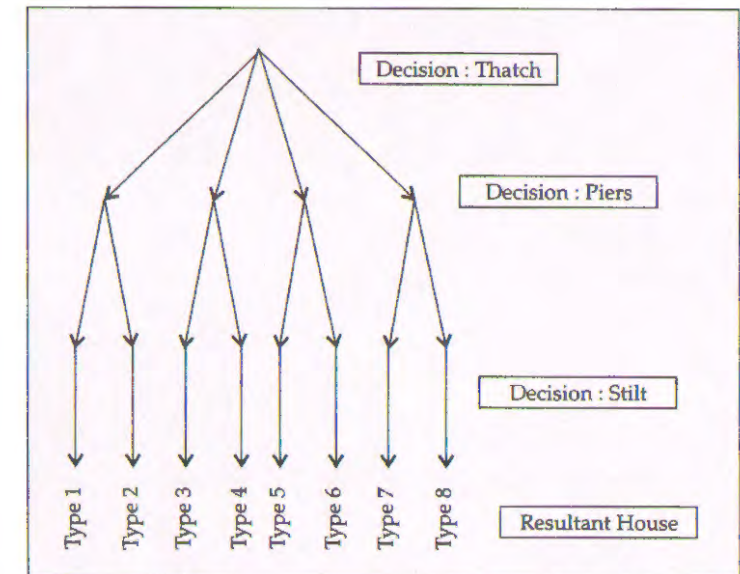 Decision : Thatch
Decision : Piers
Decision : Stilt
Type 1
Type 2
Type 3
Type 4
Type 5
Type 6
Type 7
Type 8
Resultant House